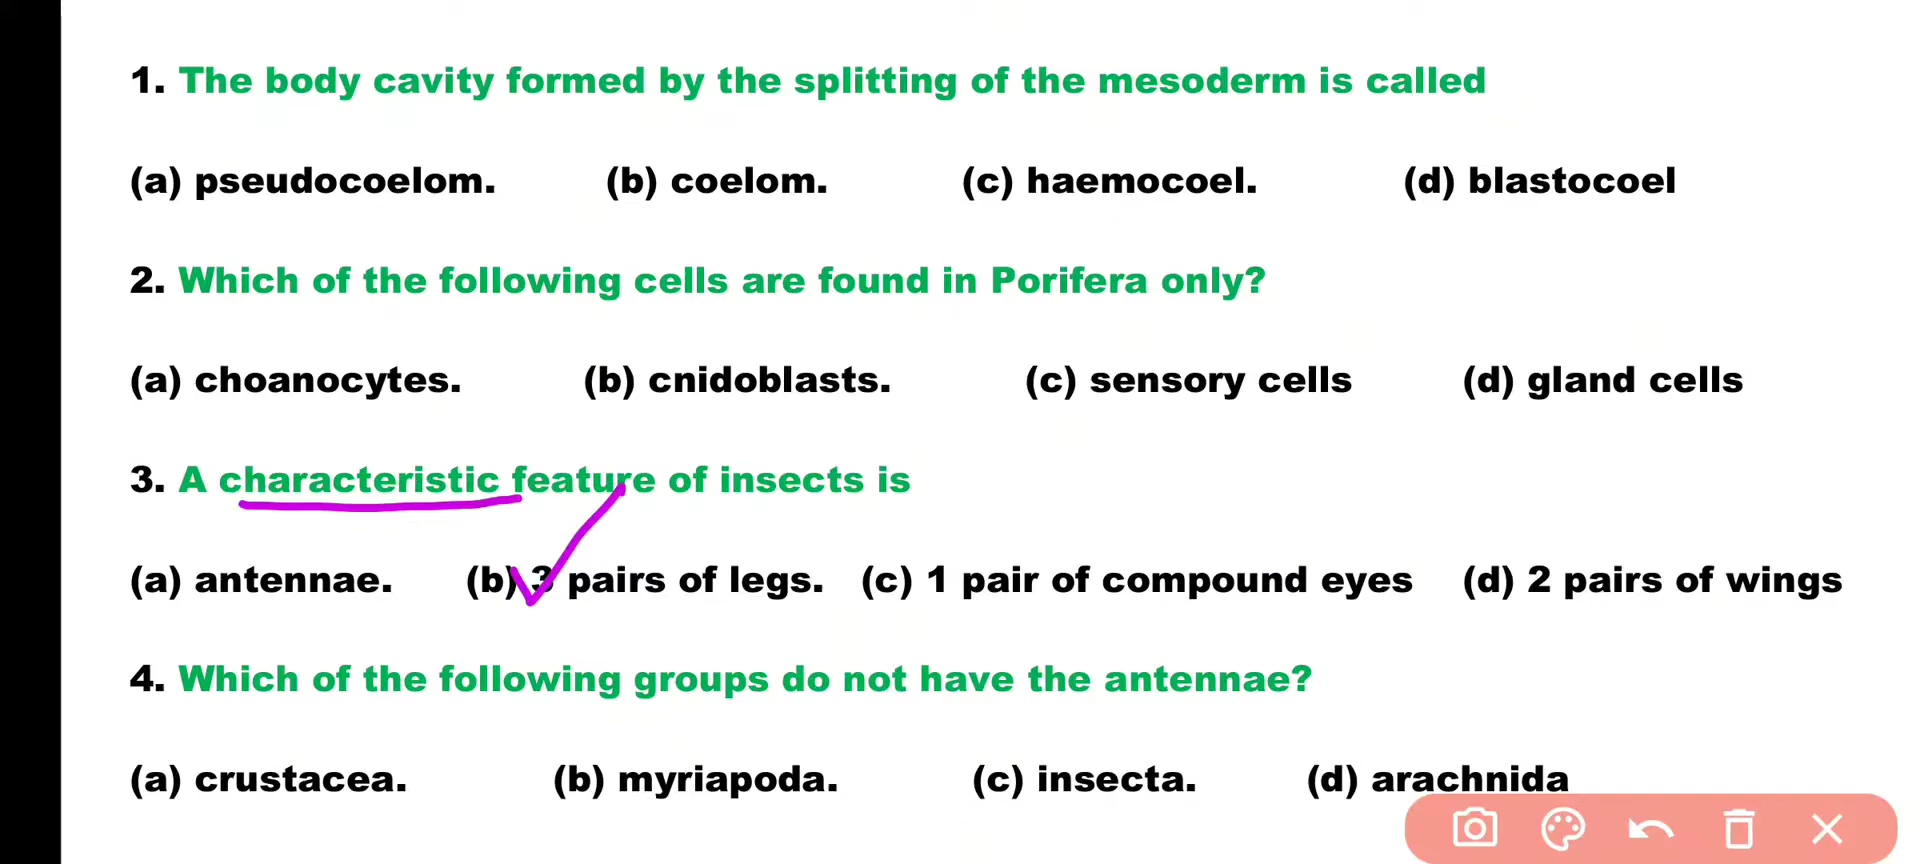 1. The body cavity formed by the splitting of the mesoderm is called
(a) pseudocoelom. (b) coelom. (c) haemocoel. (d) blastocoel
2. Which of the following cells are found in Porifera only?
(a) choanocytes. (b) cnidoblasts. (c) sensory cells (d) gland cells
3. A characteristic feature of insects is
(a) antennae. (b) 3 pairs of legs. (c) 1 pair of compound eyes (d) 2 pairs of wings
4. Which of the following groups do not have the antennae?
(a) crustacea. (b) myriapoda. (c) insecta. (d) arachnida